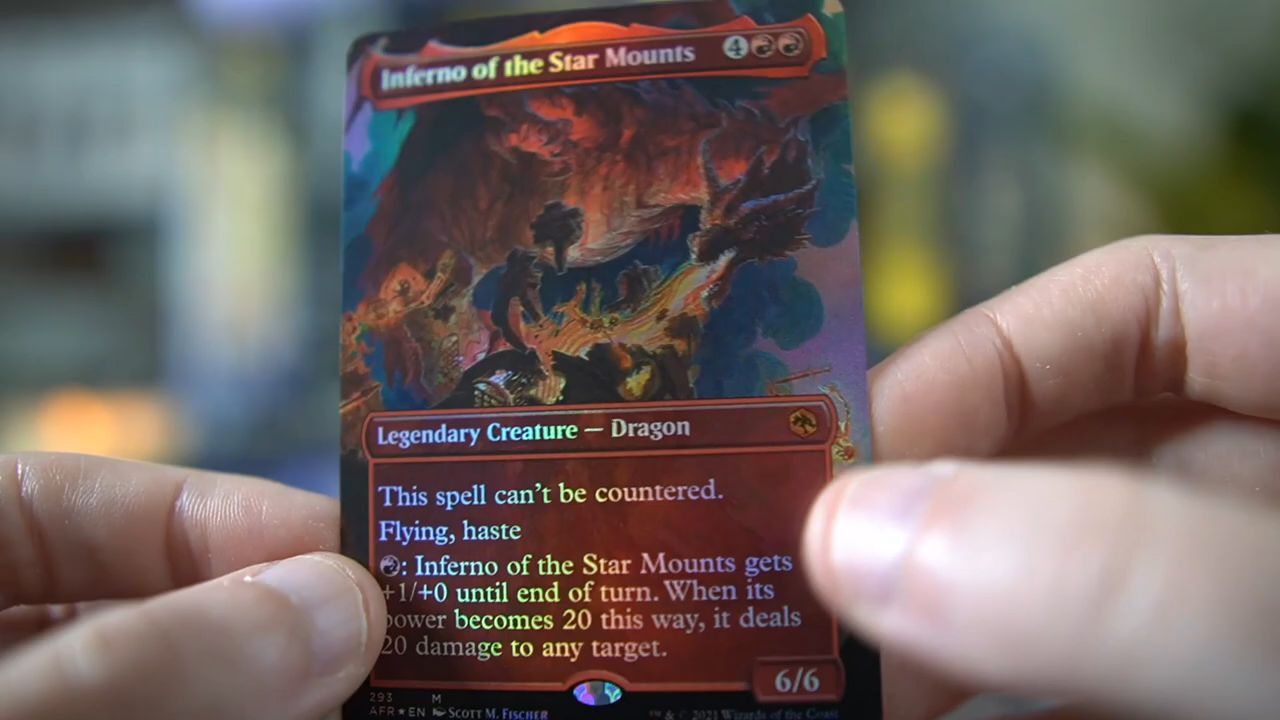 Inferno of the Star Mounts 4
Legendary Creature — Dragon
This spell can't be countered.
Flying, haste
: Inferno of the Star Mounts gets
+1/+0 until end of turn. When its
power becomes 20 this way, it deals
20 damage to any target.
6/6
293 M
AFR★EN SCOTT M. FISCHER
™ & © 2021 Wizards of the Coast